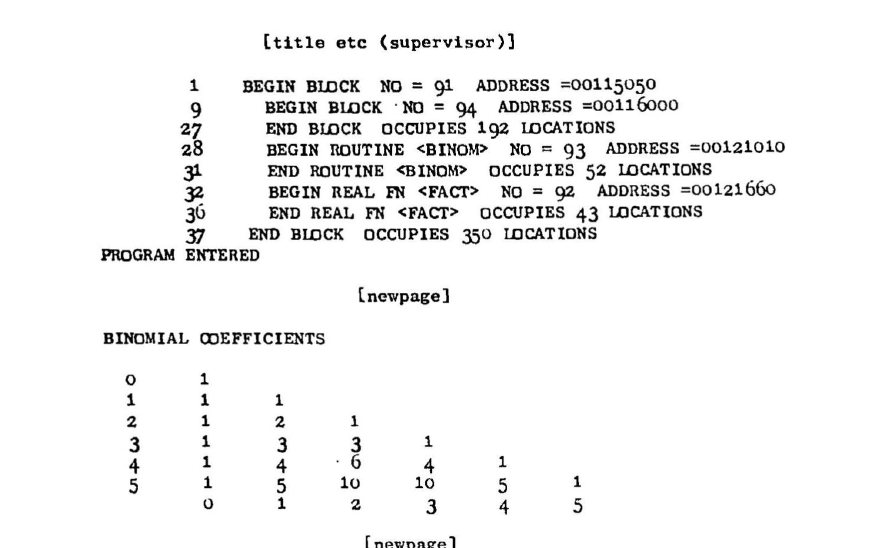 [title etc (supervisor)]
1 BEGIN BLOCK NO = 91 ADDRESS =00115050
9 BEGIN BLOCK NO = 94 ADDRESS =00116000
27 END BLOCK OCCUPIES 192 LOCATIONS
28 BEGIN ROUTINE <BINOM> NO = 93 ADDRESS =00121010
31 END ROUTINE <BINOM> OCCUPIES 52 LOCATIONS
32 BEGIN REAL FN <FACT> NO = 92 ADDRESS =00121660
36 END REAL FN <FACT> OCCUPIES 43 LOCATIONS
37 END BLOCK OCCUPIES 350 LOCATIONS
PROGRAM ENTERED
[newpage]
BINOMIAL COEFFICIENTS
0 1
1 1 1
2 1 2 1
3 1 3 3 1
4 1 4 6 4 1
5 1 5 10 10 5 1
0 1 2 3 4 5
[newpage]